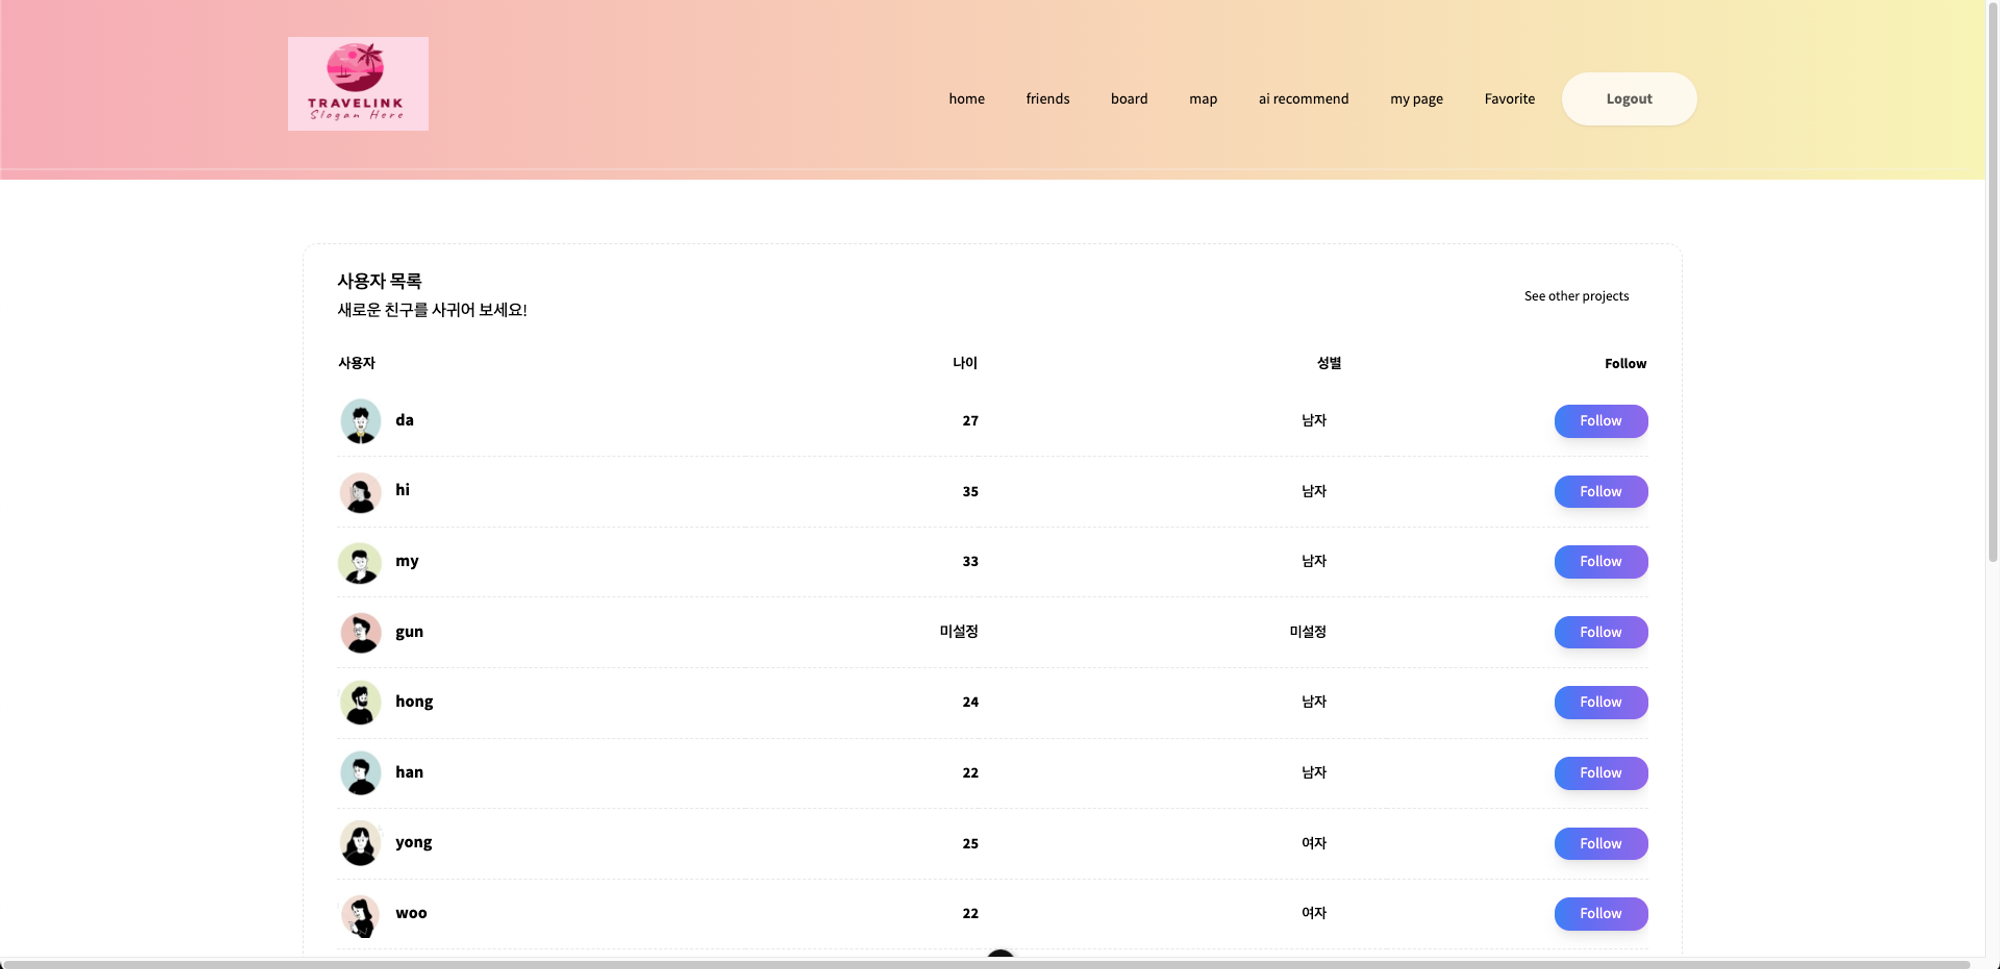 TRAVELINK
Slogan Here
home friends board map ai recommend my page Favorite Logout
사용자 목록
새로운 친구를 사귀어 보세요!
See other projects
사용자 나이 성별 Follow
da 27 남자 Follow
hi 35 남자 Follow
my 33 남자 Follow
gun 미설정 미설정 Follow
hong 24 남자 Follow
han 22 남자 Follow
yong 25 여자 Follow
woo 22 여자 Follow